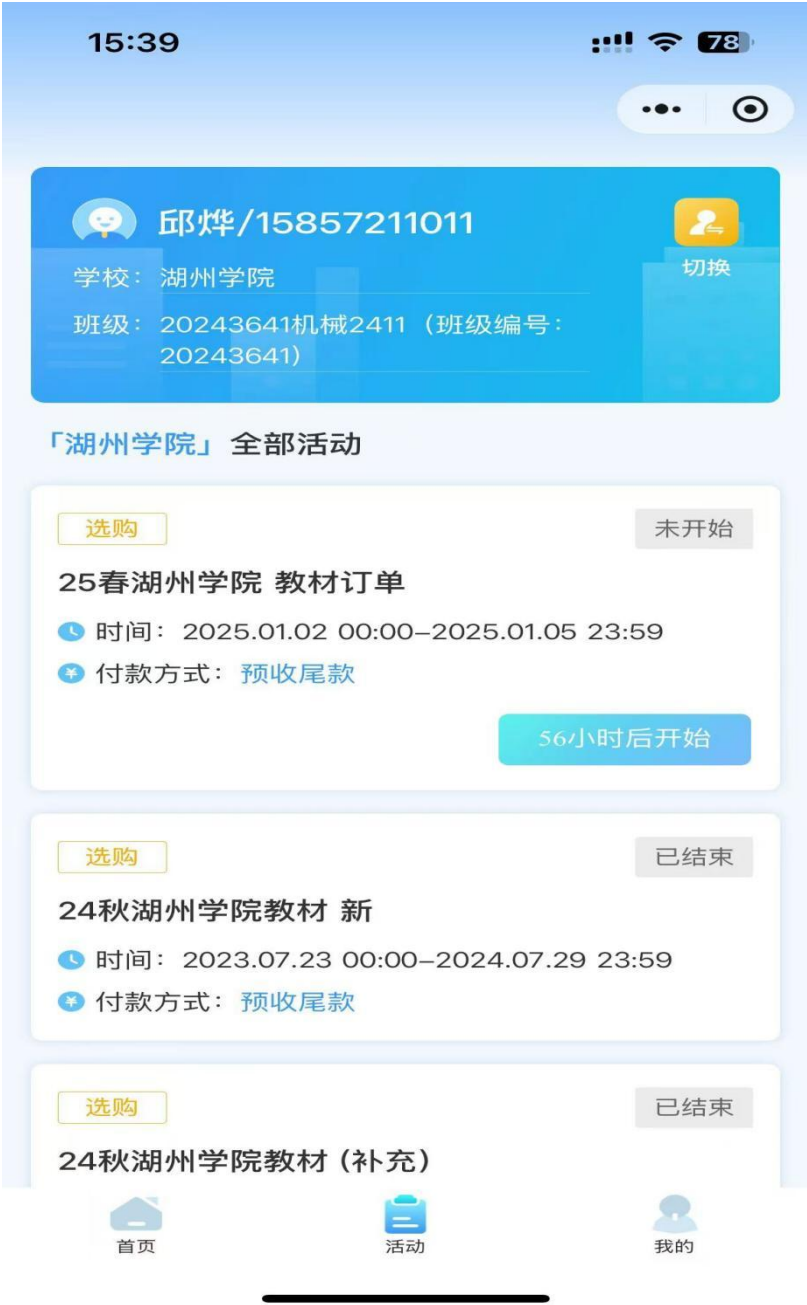 15:39
78
邱烨/15857211011
切换
学校：湖州学院
班级：20243641机械2411（班级编号：
20243641）
「湖州学院」全部活动
选购
未开始
25春湖州学院 教材订单
时间：2025.01.02 00:00–2025.01.05 23:59
付款方式：预收尾款
56小时后开始
选购
已结束
24秋湖州学院教材 新
时间：2023.07.23 00:00–2024.07.29 23:59
付款方式：预收尾款
选购
已结束
24秋湖州学院教材（补充）
首页
活动
我的